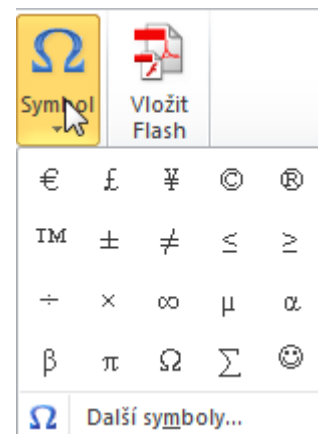 Symbol
Vložit
Flash
€ £ ¥ © ®
™ ± ≠ ≤ ≥
÷ × ∞ µ α
β π Ω ∑ ☺
Ω Další symboly...